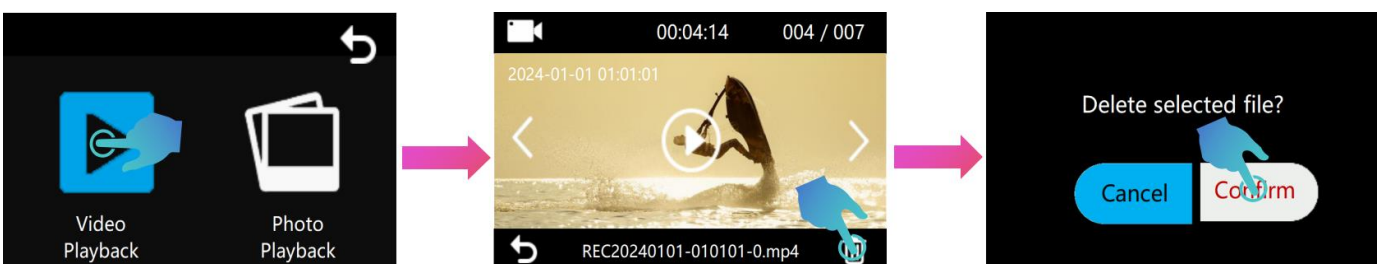 Video
Playback
Photo
Playback
00:04:14 004 / 007
2024-01-01 01:01:01
REC20240101-010101-0.mp4
Delete selected file?
Cancel
Confirm